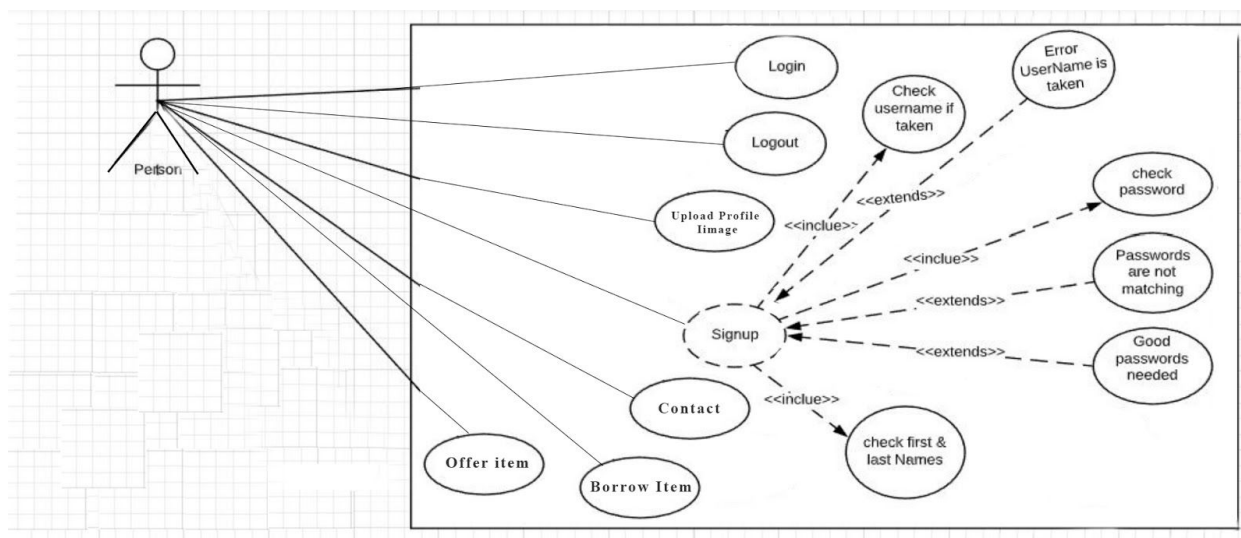 Person
Login
Logout
Upload Profile
Iimage
Signup
Contact
Offer item
Borrow Item
Check
username if
taken
Error
UserName is
taken
<<inclue>>
<<extends>>
check
password
<<inclue>>
Passwords
are not
matching
<<extends>>
Good
passwords
needed
<<extends>>
<<inclue>>
check first &
last Names